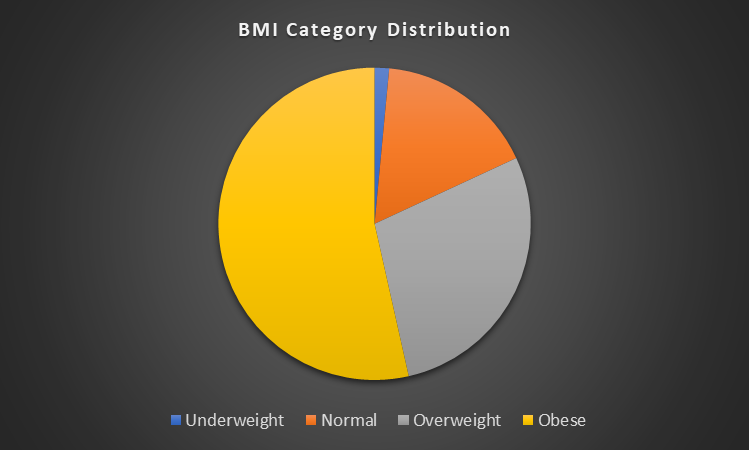 BMI Category Distribution
Underweight Normal Overweight Obese